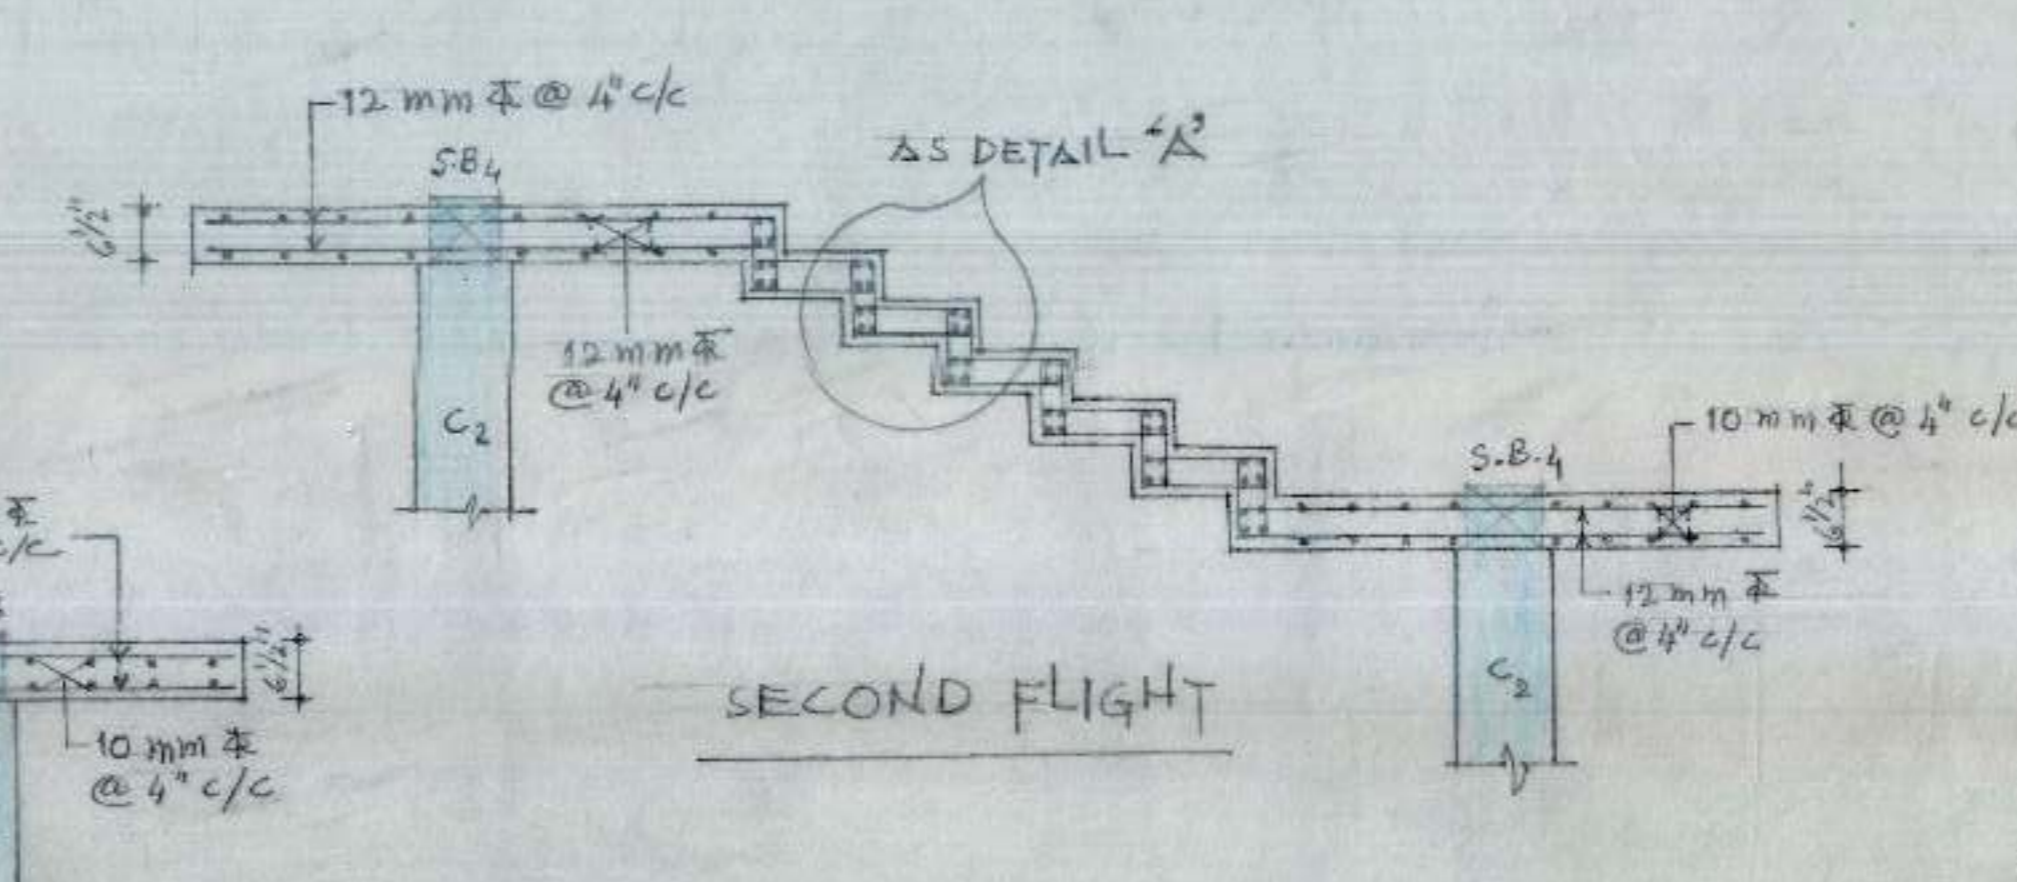 12 mm Φ @ 4" c/c
S.B4
AS DETAIL "A"
6½"
12 mm Φ
@ 4" c/c
C2
10 mm Φ @ 4" c/c
S.B.4
6½"
12 mm Φ
@ 4" c/c
C2
Φ
c/c
6½"
10 mm Φ
@ 4" c/c
SECOND FLIGHT